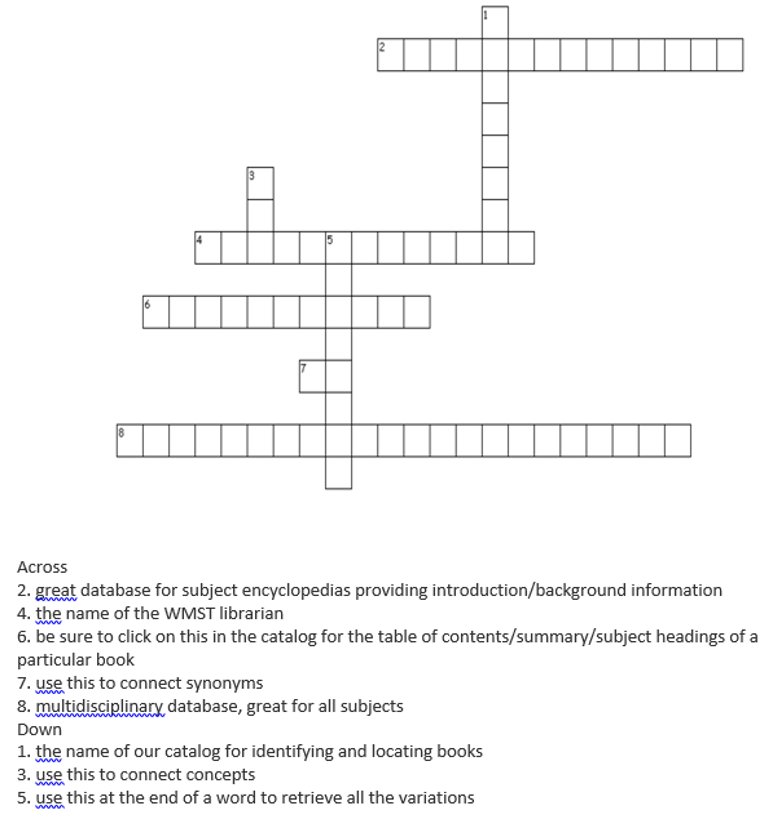 1
2
3
4
5
6
7
8
Across
2. great database for subject encyclopedias providing introduction/background information
4. the name of the WMST librarian
6. be sure to click on this in the catalog for the table of contents/summary/subject headings of a
particular book
7. use this to connect synonyms
8. multidisciplinary database, great for all subjects
Down
1. the name of our catalog for identifying and locating books
3. use this to connect concepts
5. use this at the end of a word to retrieve all the variations